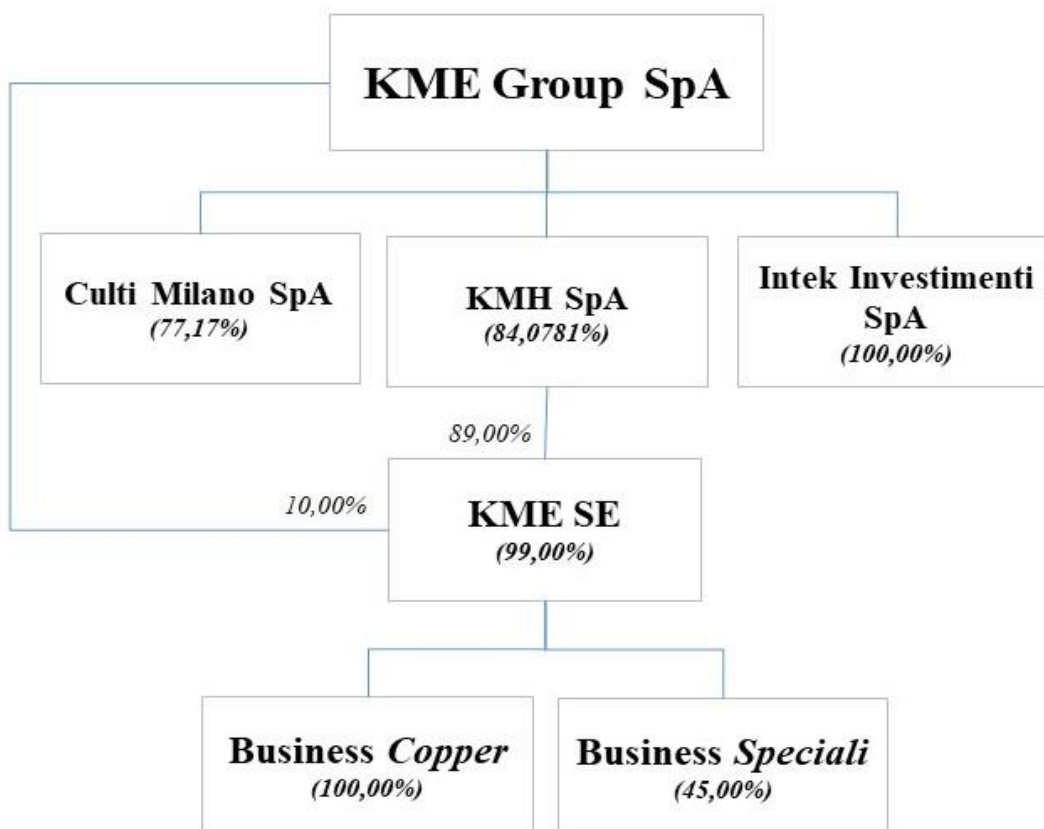 KME Group SpA
Culti Milano SpA
(77,17%)
KMH SpA
(84,0781%)
Intek Investimenti
SpA
(100,00%)
89,00%
10,00%
KME SE
(99,00%)
Business Copper
(100,00%)
Business Speciali
(45,00%)